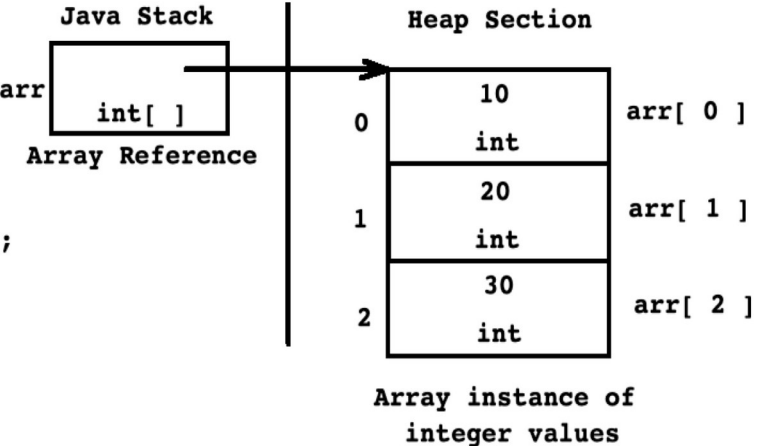 Java Stack
Heap Section
arr
int[ ]
Array Reference
;
0
10
int
arr[ 0 ]
1
20
int
arr[ 1 ]
2
30
int
arr[ 2 ]
Array instance of
integer values